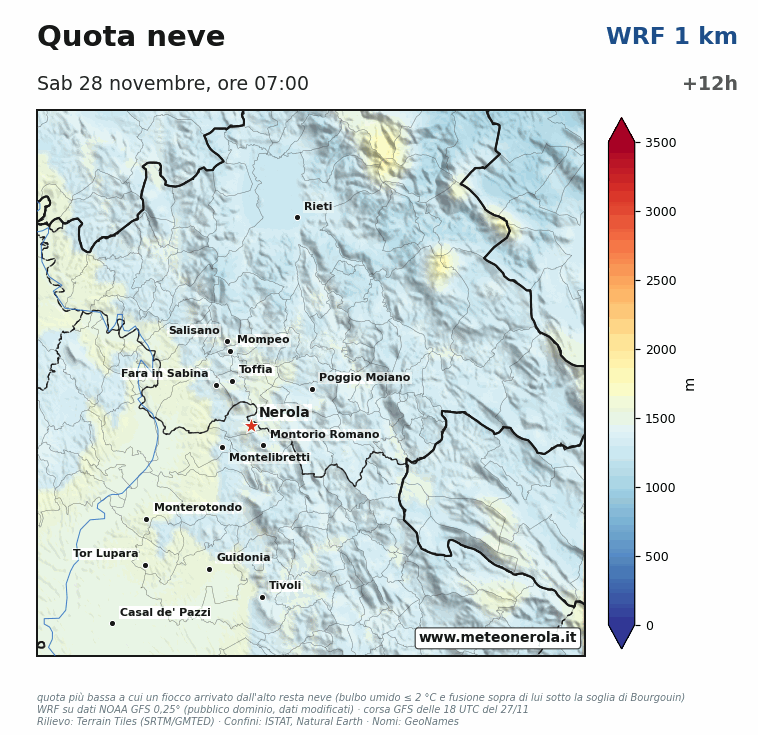 Quota neve
WRF 1 km
Sab 28 novembre, ore 07:00
+12h
3500
3000
2500
2000
1500
1000
500
0
m
Rieti
Salisano
Mompeo
Toffia
Fara in Sabina
Poggio Moiano
Nerola
Montorio Romano
Montelibretti
Monterotondo
Tor Lupara
Guidonia
Tivoli
Casal de' Pazzi
www.meteonerola.it
quota più bassa a cui un fiocco arrivato dall'alto resta neve (bulbo umido ≤ 2 °C e fusione sopra di lui sotto la soglia di Bourgouin)
WRF su dati NOAA GFS 0,25° (pubblico dominio, dati modificati) · corsa GFS delle 18 UTC del 27/11
Rilievo: Terrain Tiles (SRTM/GMTED) · Confini: ISTAT, Natural Earth · Nomi: GeoNames